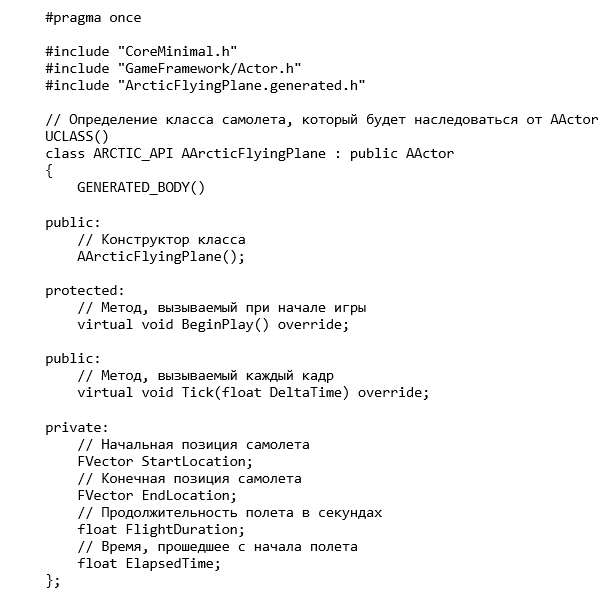 #pragma once

#include "CoreMinimal.h"
#include "GameFramework/Actor.h"
#include "ArcticFlyingPlane.generated.h"

// Определение класса самолета, который будет наследоваться от AActor
UCLASS()
class ARCTIC_API AArcticFlyingPlane : public AActor
{
    GENERATED_BODY()

public:
    // Конструктор класса
    AArcticFlyingPlane();

protected:
    // Метод, вызываемый при начале игры
    virtual void BeginPlay() override;

public:
    // Метод, вызываемый каждый кадр
    virtual void Tick(float DeltaTime) override;

private:
    // Начальная позиция самолета
    FVector StartLocation;
    // Конечная позиция самолета
    FVector EndLocation;
    // Продолжительность полета в секундах
    float FlightDuration;
    // Время, прошедшее с начала полета
    float ElapsedTime;
};